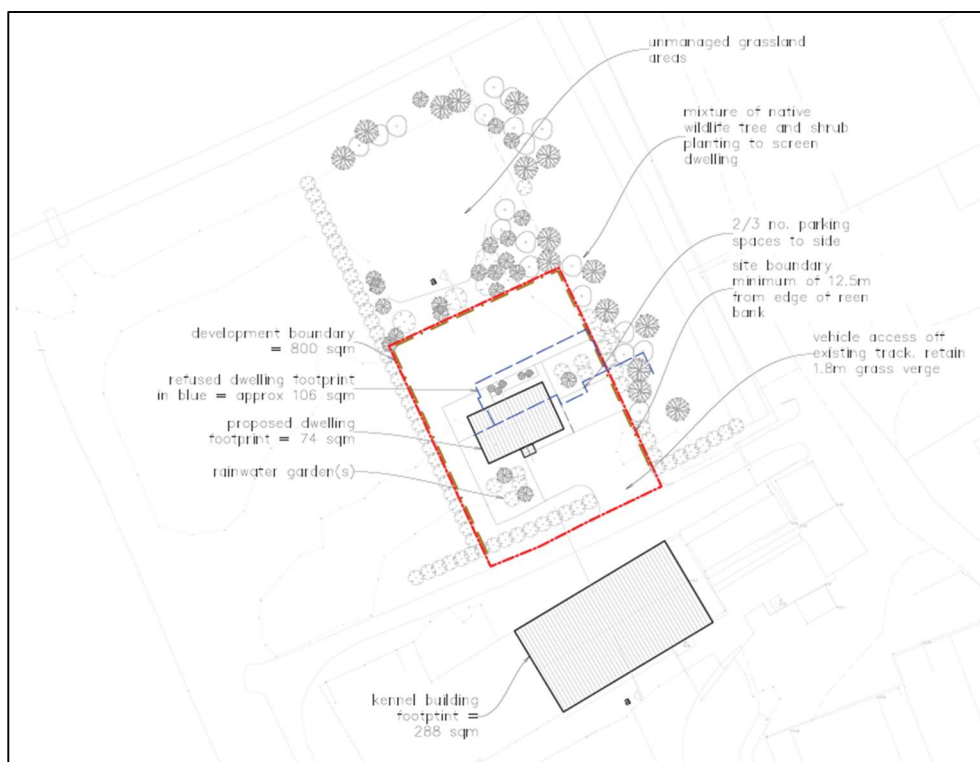 unmanaged grassland
areas
mixture of native
wildlife tree and shrub
planting to screen
dwelling
2/3 no. parking
spaces to side
site boundary
minimum of 12.5m
from edge of reen
bank
vehicle access off
existing track. retain
1.8m grass verge
a
development boundary
= 800 sqm
refused dwelling footprint
in blue = approx 106 sqm
proposed dwelling
footprint = 74 sqm
rainwater garden(s)
kennel building
footptint =
288 sqm
a